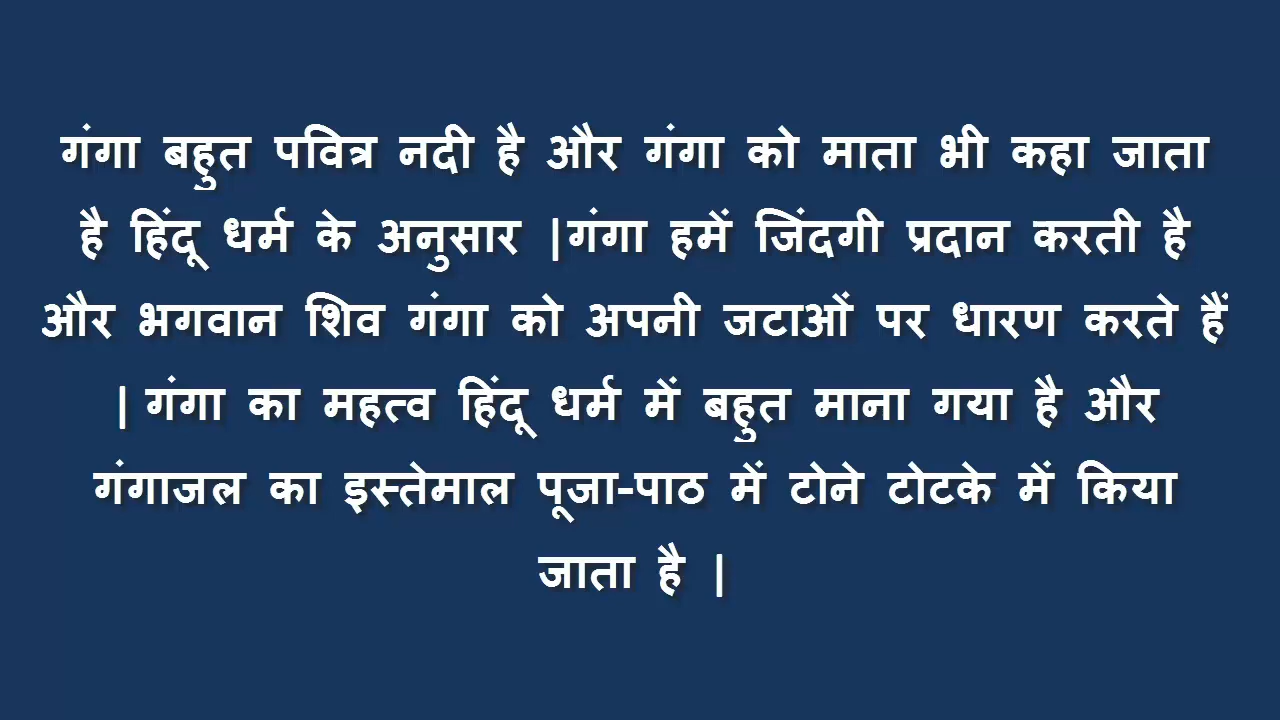 गंगा बहुत पवित्र नदी है और गंगा को माता भी कहा जाता
है हिंदू धर्म के अनुसार |गंगा हमें जिंदगी प्रदान करती है
और भगवान शिव गंगा को अपनी जटाओं पर धारण करते हैं
| गंगा का महत्व हिंदू धर्म में बहुत माना गया है और
गंगाजल का इस्तेमाल पूजा-पाठ में टोने टोटके में किया
जाता है |